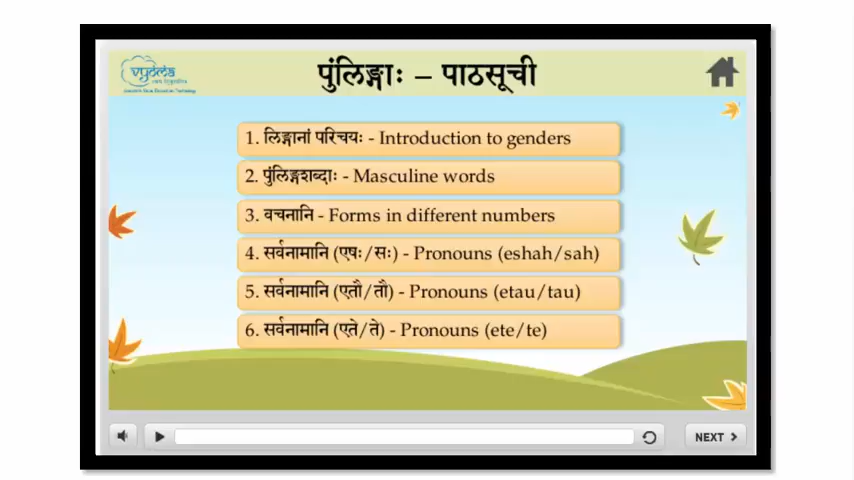 vyoma
पुंलिङ्गाः – पाठसूची
1. लिङ्गानां परिचयः - Introduction to genders
2. पुंलिङ्गशब्दाः - Masculine words
3. वचनानि - Forms in different numbers
4. सर्वनामानि (एषः/सः) - Pronouns (eshah/sah)
5. सर्वनामानि (एतौ/तौ) - Pronouns (etau/tau)
6. सर्वनामानि (एते/ते) - Pronouns (ete/te)
NEXT